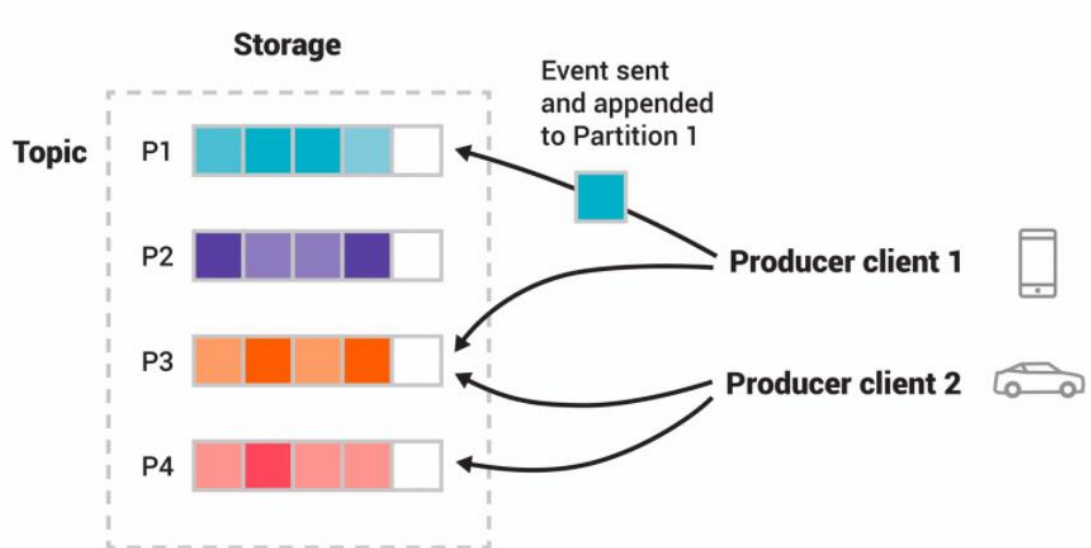 Storage
Event sent
and appended
to Partition 1
Topic
P1
P2
Producer client 1
P3
Producer client 2
P4